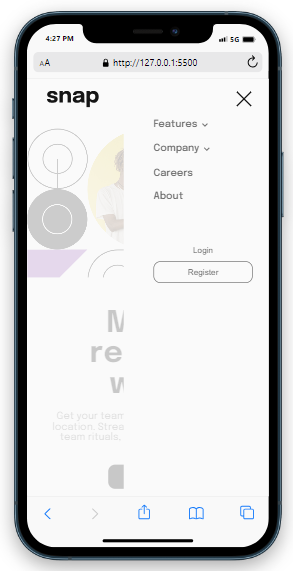 4:27 PM
5G
AA
http://127.0.0.1:5500
snap
Features
Company
Careers
About
Login
Register
M
re
w
Get your team
location. Strea
team rituals.